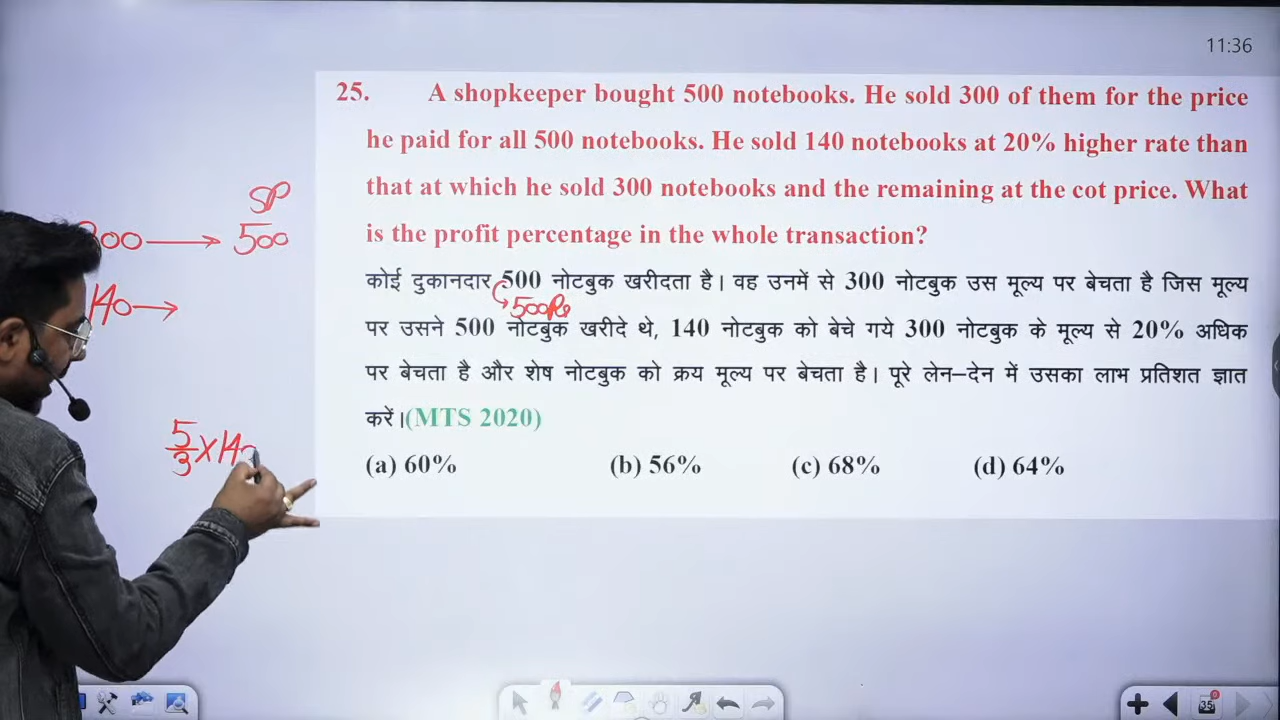 11:36
25. A shopkeeper bought 500 notebooks. He sold 300 of them for the price
he paid for all 500 notebooks. He sold 140 notebooks at 20% higher rate than
that at which he sold 300 notebooks and the remaining at the cot price. What
is the profit percentage in the whole transaction?
कोई दुकानदार 500 नोटबुक खरीदता है। वह उनमें से 300 नोटबुक उस मूल्य पर बेचता है जिस मूल्य
500Rs
पर उसने 500 नोटबुक खरीदे थे, 140 नोटबुक को बेचे गये 300 नोटबुक के मूल्य से 20% अधिक
पर बेचता है और शेष नोटबुक को क्रय मूल्य पर बेचता है। पूरे लेन–देन में उसका लाभ प्रतिशत ज्ञात
करें।(MTS 2020)
(a) 60% (b) 56% (c) 68% (d) 64%
SP
300 → 500
140 →
5/3 × 140
35